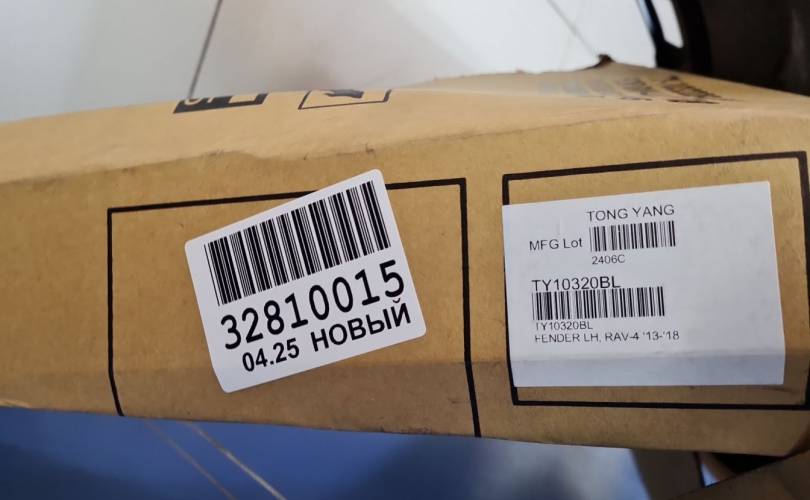 32810015
04.25 НОВЫЙ
TONG YANG
MFG Lot
2406C
TY10320BL
TY10320BL
FENDER LH, RAV-4 '13-'18